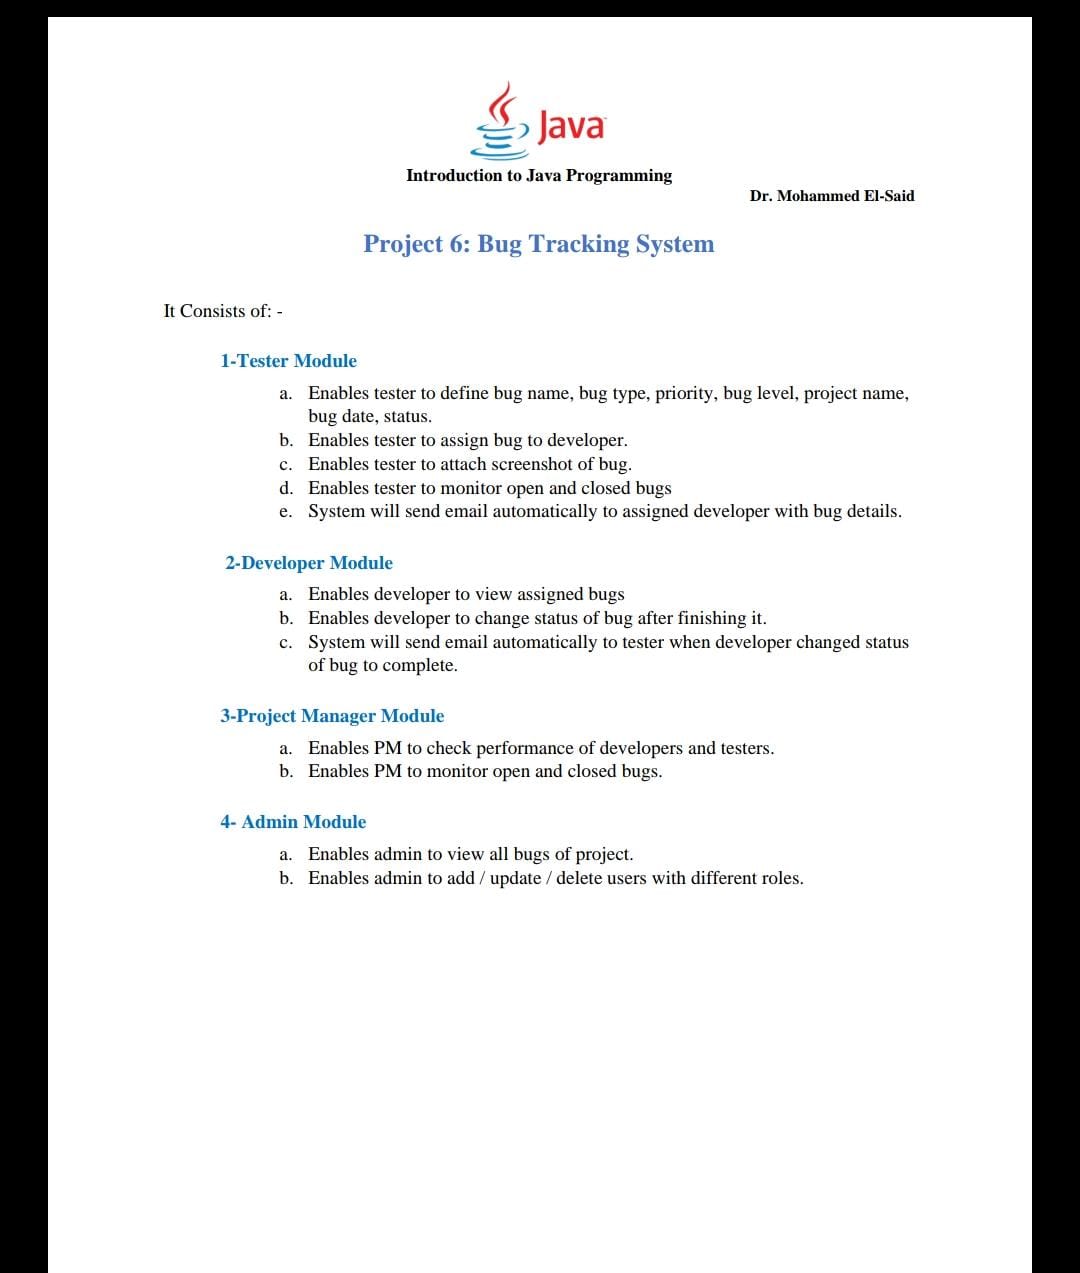 Java
Introduction to Java Programming
Dr. Mohammed El-Said
Project 6: Bug Tracking System
It Consists of: -
1-Tester Module
a. Enables tester to define bug name, bug type, priority, bug level, project name,
bug date, status.
b. Enables tester to assign bug to developer.
c. Enables tester to attach screenshot of bug.
d. Enables tester to monitor open and closed bugs
e. System will send email automatically to assigned developer with bug details.
2-Developer Module
a. Enables developer to view assigned bugs
b. Enables developer to change status of bug after finishing it.
c. System will send email automatically to tester when developer changed status
of bug to complete.
3-Project Manager Module
a. Enables PM to check performance of developers and testers.
b. Enables PM to monitor open and closed bugs.
4- Admin Module
a. Enables admin to view all bugs of project.
b. Enables admin to add / update / delete users with different roles.